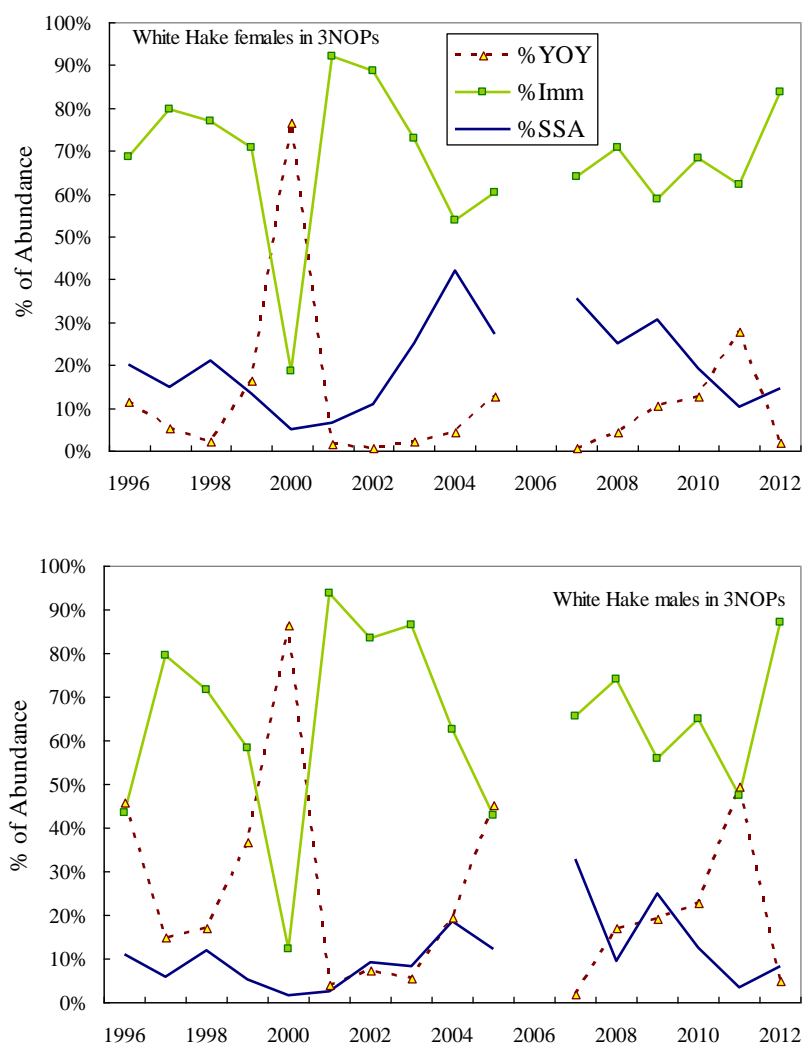 White Hake females in 3NOPs
%YOY
%Imm
%SSA
% of Abundance
100%
90%
80%
70%
60%
50%
40%
30%
20%
10%
0%
1996 1998 2000 2002 2004 2006 2008 2010 2012
White Hake males in 3NOPs
% of Abundance
100%
90%
80%
70%
60%
50%
40%
30%
20%
10%
0%
1996 1998 2000 2002 2004 2006 2008 2010 2012